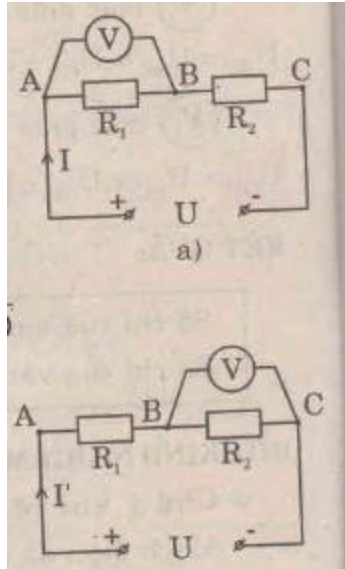 V
A B C
R₁ R₂
I
+ U -
a)
V
A B C
R₁ R₂
I'
+ U -